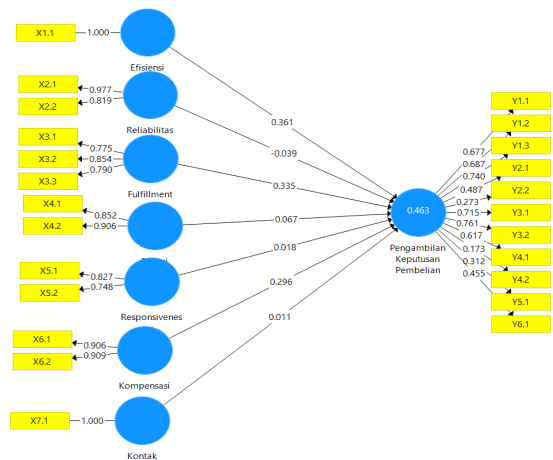 X1.1
1.000
Efisiensi
X2.1
0.977
X2.2
0.819
Reliabilitas
X3.1
0.775
X3.2
0.854
X3.3
0.790
Fulfillment
X4.1
0.852
X4.2
0.906
X5.1
0.827
X5.2
0.748
Responsivenes
X6.1
0.906
X6.2
0.909
Kompensasi
X7.1
1.000
Kontak
0.361
-0.039
0.335
0.067
0.018
0.296
0.011
0.463
Pengambilan
Keputusan
Pembelian
0.677
0.687
0.740
0.487
0.273
0.715
0.761
0.617
0.173
0.312
0.455
Y1.1
Y1.2
Y1.3
Y2.1
Y2.2
Y3.1
Y3.2
Y4.1
Y4.2
Y5.1
Y6.1